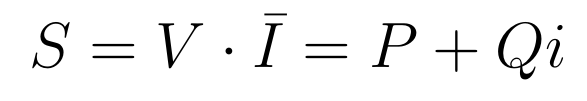 S = V · Ī = P + Qi